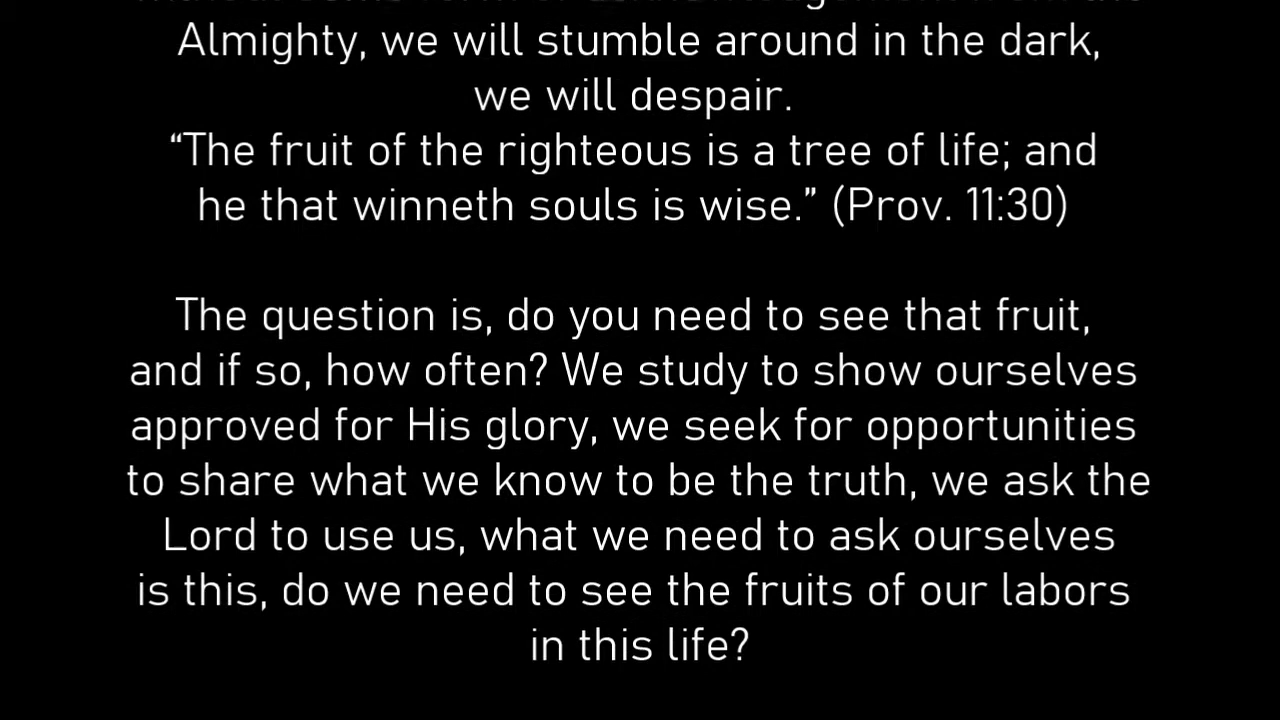 Almighty, we will stumble around in the dark,
we will despair.
“The fruit of the righteous is a tree of life; and
he that winneth souls is wise.” (Prov. 11:30)
The question is, do you need to see that fruit,
and if so, how often? We study to show ourselves
approved for His glory, we seek for opportunities
to share what we know to be the truth, we ask the
Lord to use us, what we need to ask ourselves
is this, do we need to see the fruits of our labors
in this life?